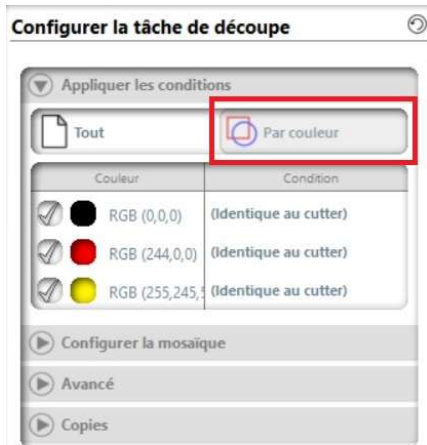 Configurer la tâche de découpe
Appliquer les conditions
Tout Par couleur
Couleur Condition
RGB (0,0,0) (Identique au cutter)
RGB (244,0,0) (Identique au cutter)
RGB (255,245, (Identique au cutter)
Configurer la mosaïque
Avancé
Copies